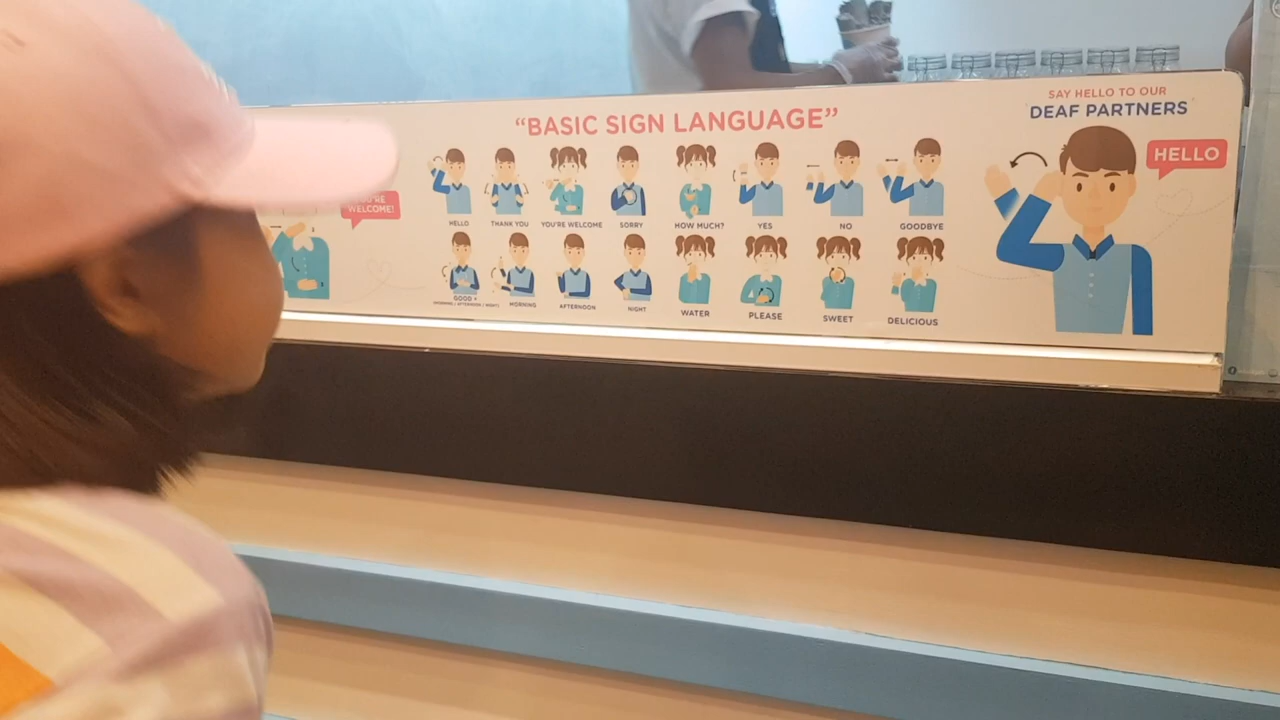 “BASIC SIGN LANGUAGE”
SAY HELLO TO OUR
DEAF PARTNERS
HELLO
WELCOME!
HELLO
THANK YOU
YOU'RE WELCOME
SORRY
HOW MUCH?
YES
NO
GOODBYE
GOOD +
MORNING
AFTERNOON
NIGHT
WATER
PLEASE
SWEET
DELICIOUS